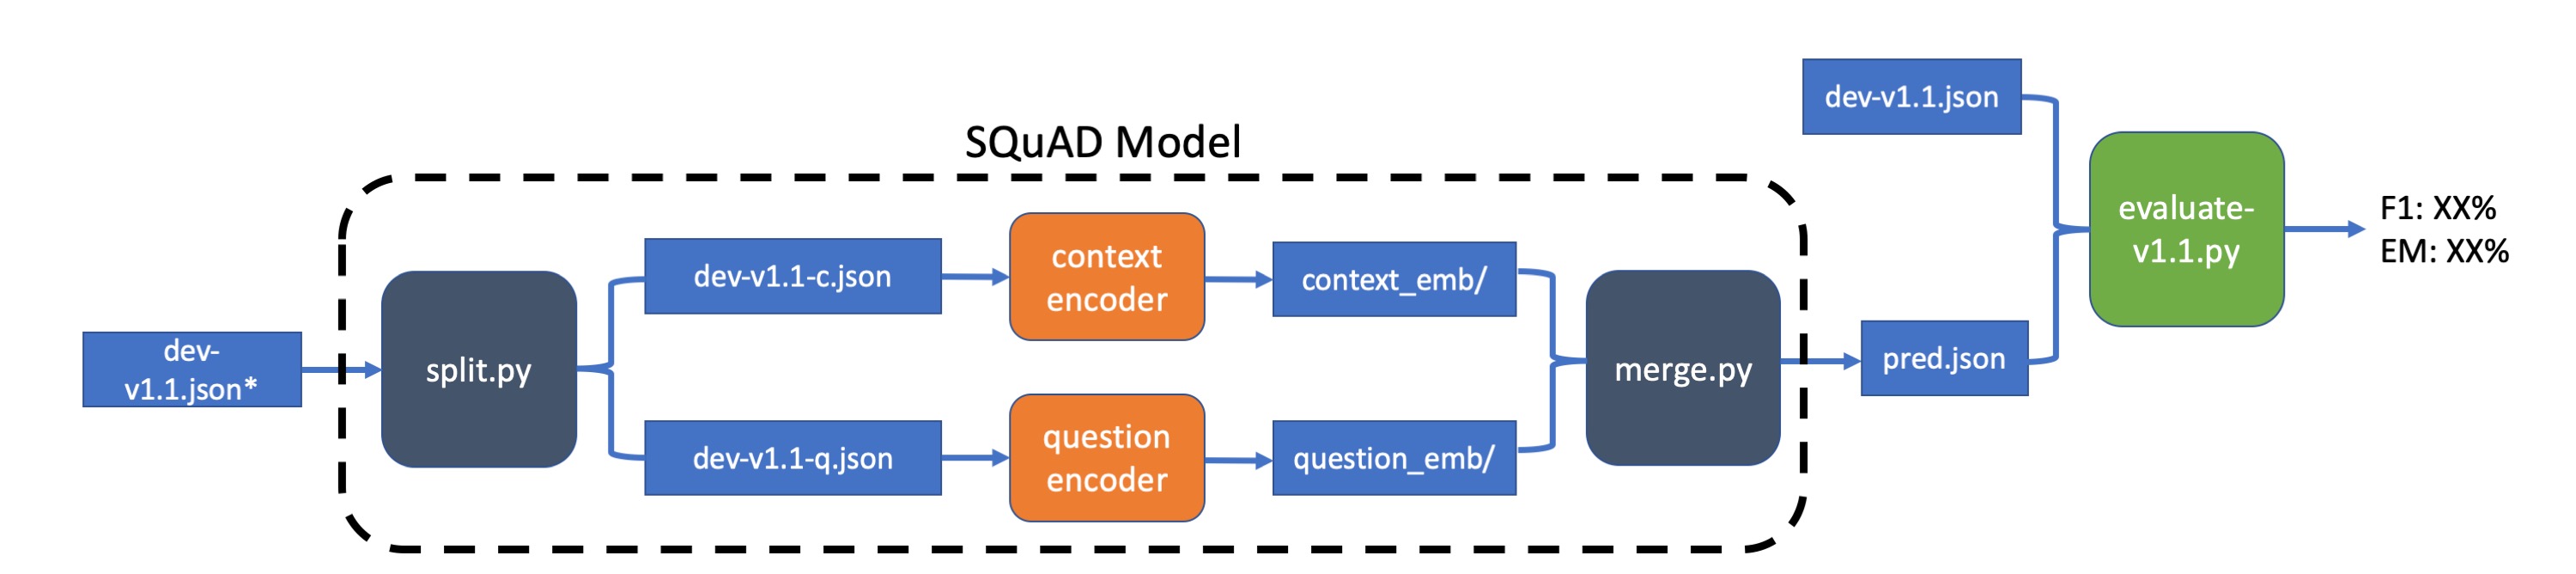 SQuAD Model
dev-
v1.1.json*
split.py
dev-v1.1-c.json
context
encoder
context_emb/
dev-v1.1-q.json
question
encoder
question_emb/
merge.py
pred.json
dev-v1.1.json
evaluate-
v1.1.py
F1: XX%
EM: XX%